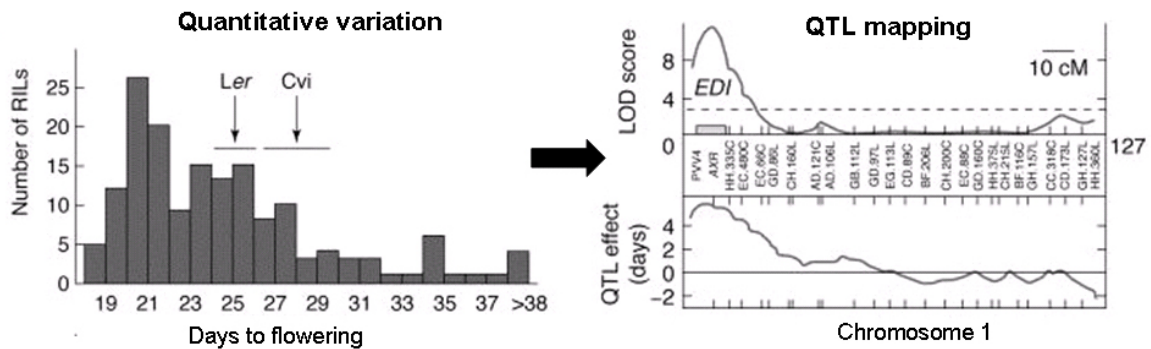 Quantitative variation
Number of RILs
25
20
15
10
5
0
Ler
Cvi
19 21 23 25 27 29 31 33 35 37 >38
Days to flowering
QTL mapping
LOD score
8
4
0
EDI
10 cM
PVV4 AXR HH.335C EC.480C EC.66C GD.86L CH.160L AD.121C AD.106L GB.112L GD.97L EG.113L CD.89C BF.206L CH.200C EC.88C GD.160C HH.375L CH.215L BF.116C GH.157L CC.318C CD.173L GH.127L HH.360L
127
QTL effect
(days)
4
2
0
−2
Chromosome 1